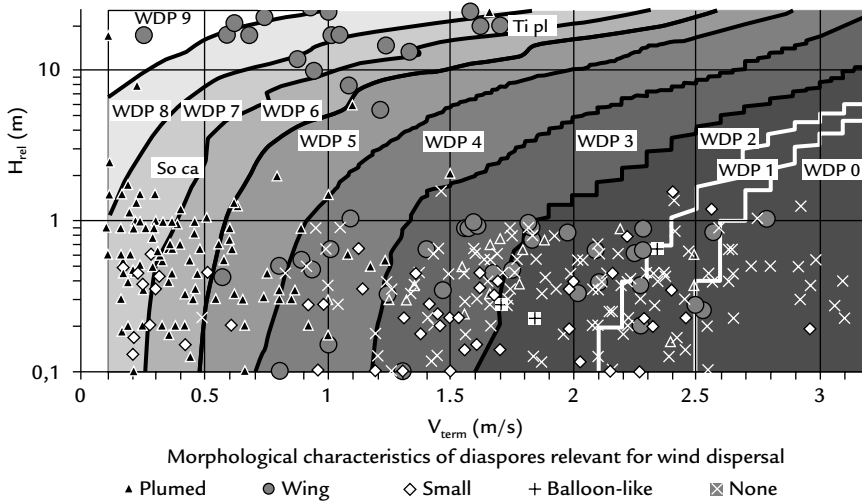 WDP 9
Ti pl
10
WDP 8
WDP 7
WDP 6
WDP 5
WDP 4
WDP 3
WDP 2
WDP 1
WDP 0
So ca
H_rel (m)
1
0,1
0
0.5
1
1.5
2
2.5
3
V_term (m/s)
Morphological characteristics of diaspores relevant for wind dispersal
Plumed
Wing
Small
Balloon-like
None